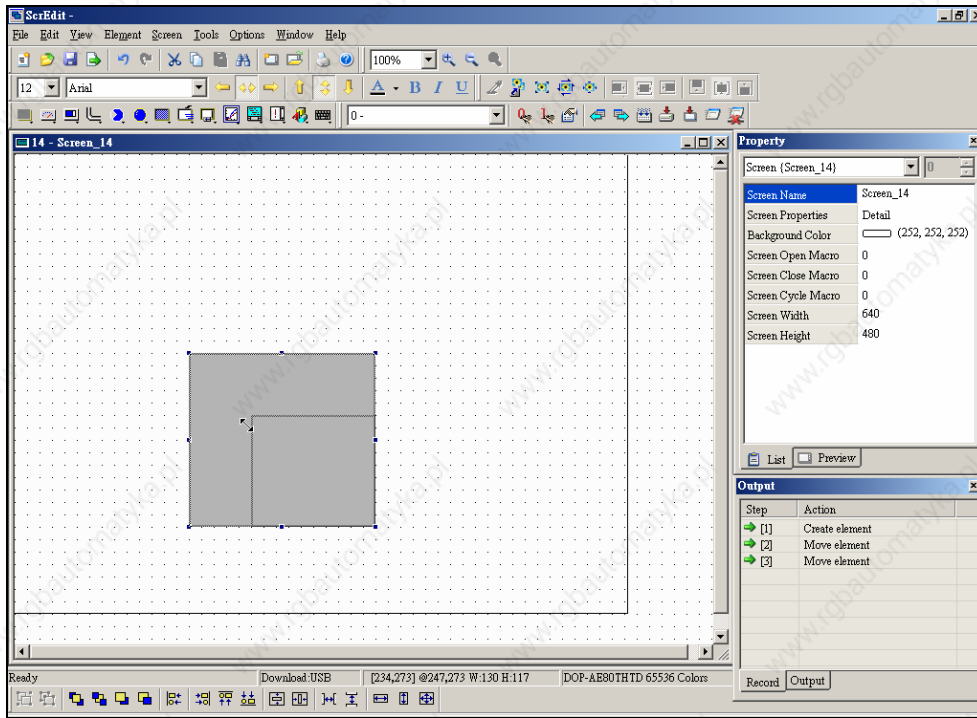 ScrEdit -
File Edit View Element Screen Tools Options Window Help
100%
12 Arial
A B I U
0 -
14 - Screen_14
Property
Screen {Screen_14} 0
Screen Name Screen_14
Screen Properties Detail
Background Color (252, 252, 252)
Screen Open Macro 0
Screen Close Macro 0
Screen Cycle Macro 0
Screen Width 640
Screen Height 480
List Preview
Output
Step Action
[1] Create element
[2] Move element
[3] Move element
Record Output
Ready Download:USB [234,273] @247,273 W:130 H:117 DOP-AE80THTD 65536 Colors
www.rgbautomatyka.pl